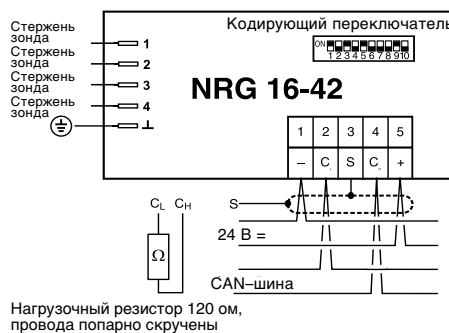 Кодирующий переключатель
Стержень
зонда
1
Стержень
зонда
2
Стержень
зонда
3
Стержень
зонда
4
ON
1 2 3 4 5 6 7 8 9 10
NRG 16-42
1 2 3 4 5
– C S C +
CL CH
S
24 В =
Ω
CAN–шина
Нагрузочный резистор 120 ом,
провода попарно скручены